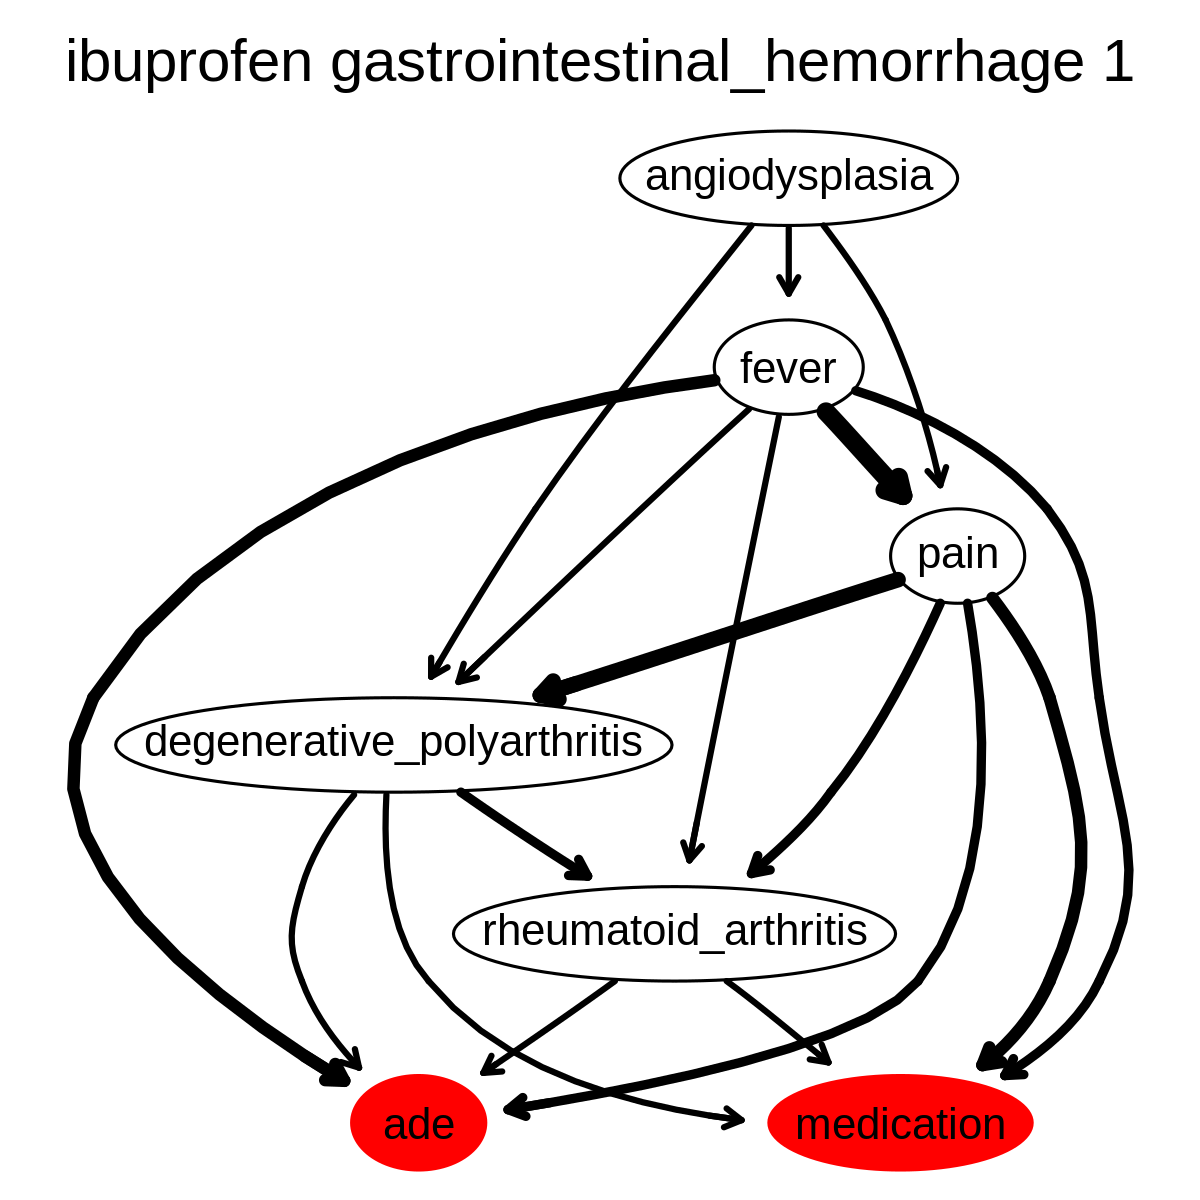 ibuprofen gastrointestinal_hemorrhage 1
angiodysplasia
fever
pain
degenerative_polyarthritis
rheumatoid_arthritis
ade
medication